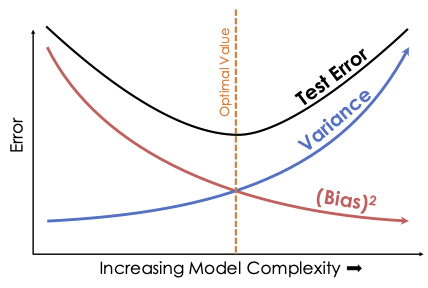 Optimal Value
Test Error
Variance
(Bias)²
Error
Increasing Model Complexity ➡